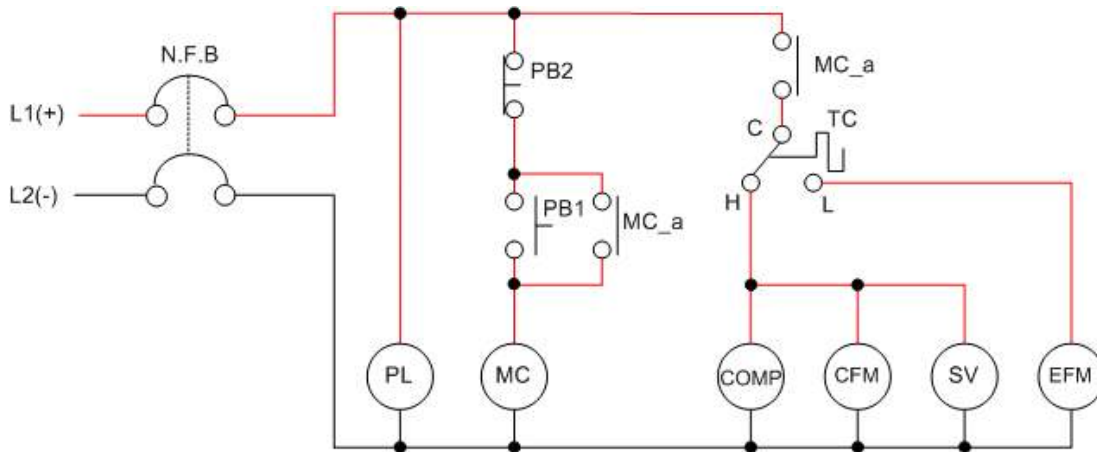 N.F.B
L1(+)
L2(-)
PB2
MC_a
C
TC
H
L
PB1
MC_a
PL
MC
COMP
CFM
SV
EFM